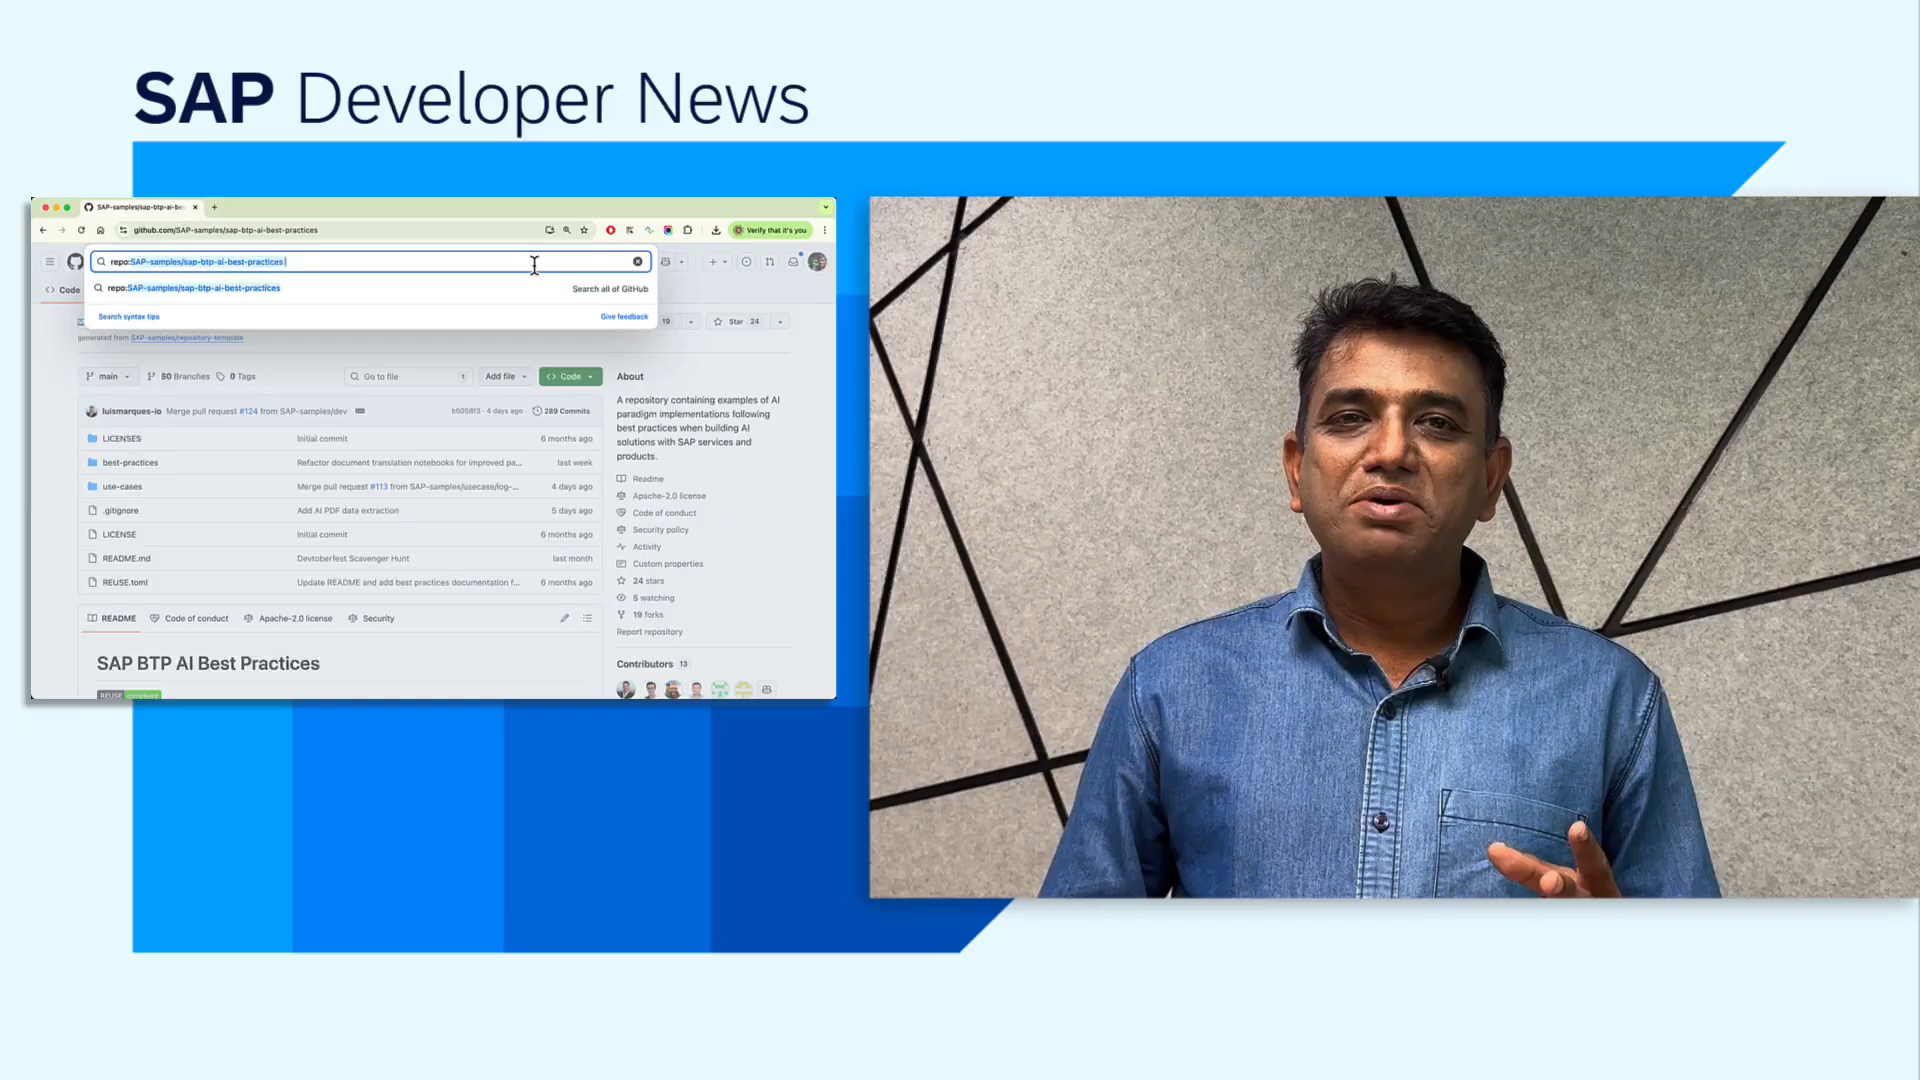 SAP Developer News
SAP-samples/sap-btp-ai-bes
github.com/SAP-samples/sap-btp-ai-best-practices
Verify that it's you
repo:SAP-samples/sap-btp-ai-best-practices
repo:SAP-samples/sap-btp-ai-best-practices
Search all of GitHub
Search syntax tips
Give feedback
Code
19
Star 24
generated from SAP-samples/repository-template
main
50 Branches
0 Tags
Go to file
t
Add file
Code
luismarques-io Merge pull request #124 from SAP-samples/dev
b5058f3 · 4 days ago
289 Commits
LICENSES Initial commit 6 months ago
best-practices Refactor document translation notebooks for improved pa... last week
use-cases Merge pull request #113 from SAP-samples/usecase/log-... 4 days ago
.gitignore Add AI PDF data extraction 5 days ago
LICENSE Initial commit 6 months ago
README.md Devtoberfest Scavenger Hunt last month
REUSE.toml Update README and add best practices documentation f... 6 months ago
README Code of conduct Apache-2.0 license Security
SAP BTP AI Best Practices
REUSE compliant
About
A repository containing examples of AI
paradigm implementations following
best practices when building AI
solutions with SAP services and
products.
Readme
Apache-2.0 license
Code of conduct
Security policy
Activity
Custom properties
24 stars
5 watching
19 forks
Report repository
Contributors 13